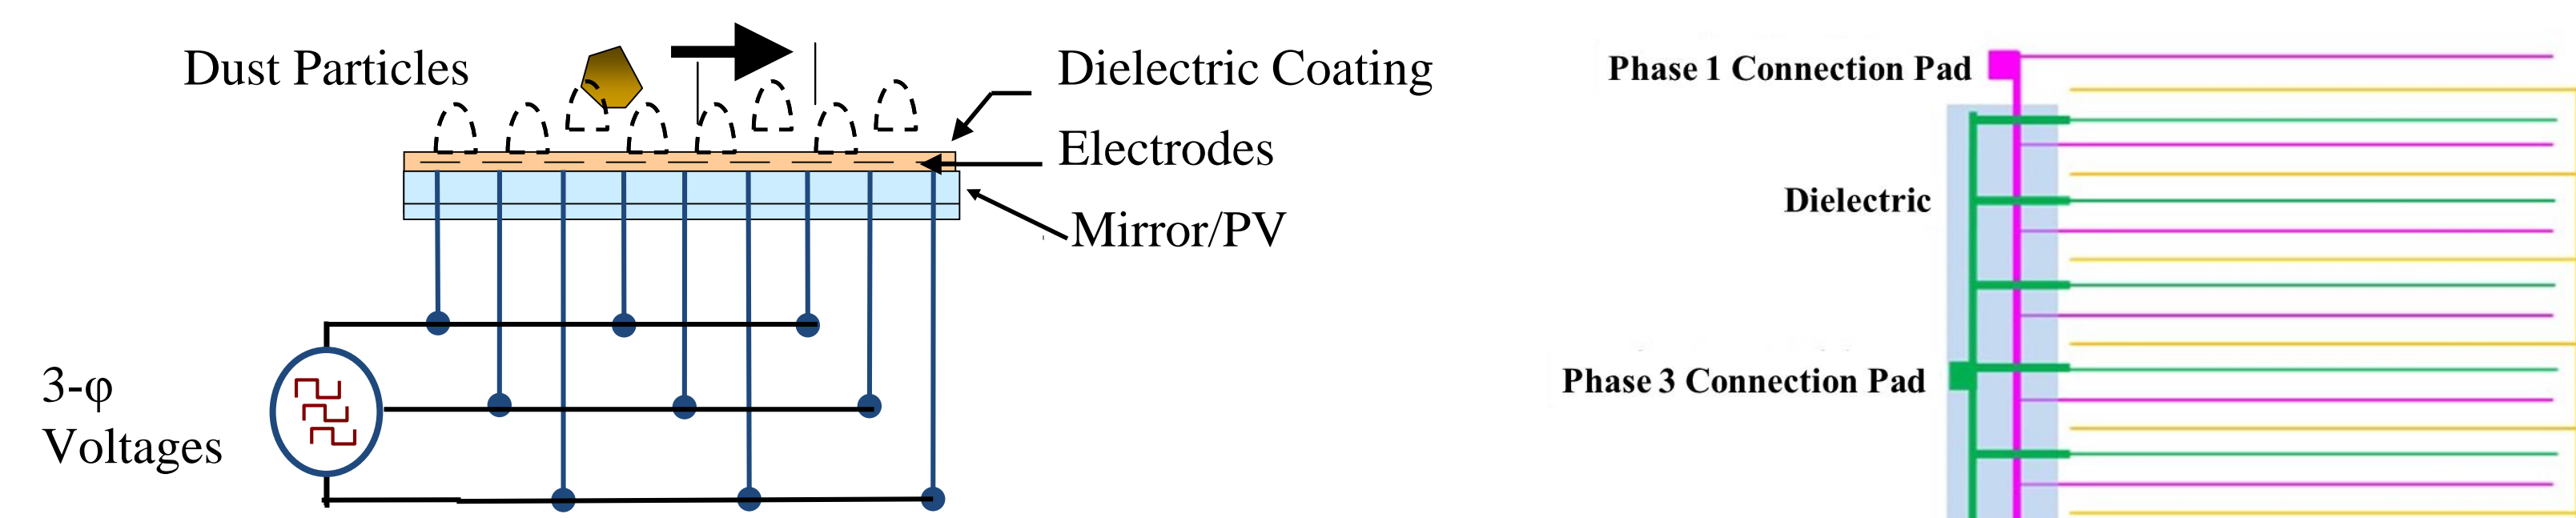 Dust Particles
Dielectric Coating
Electrodes
Mirror/PV
3-φ
Voltages
Phase 1 Connection Pad
Dielectric
Phase 3 Connection Pad